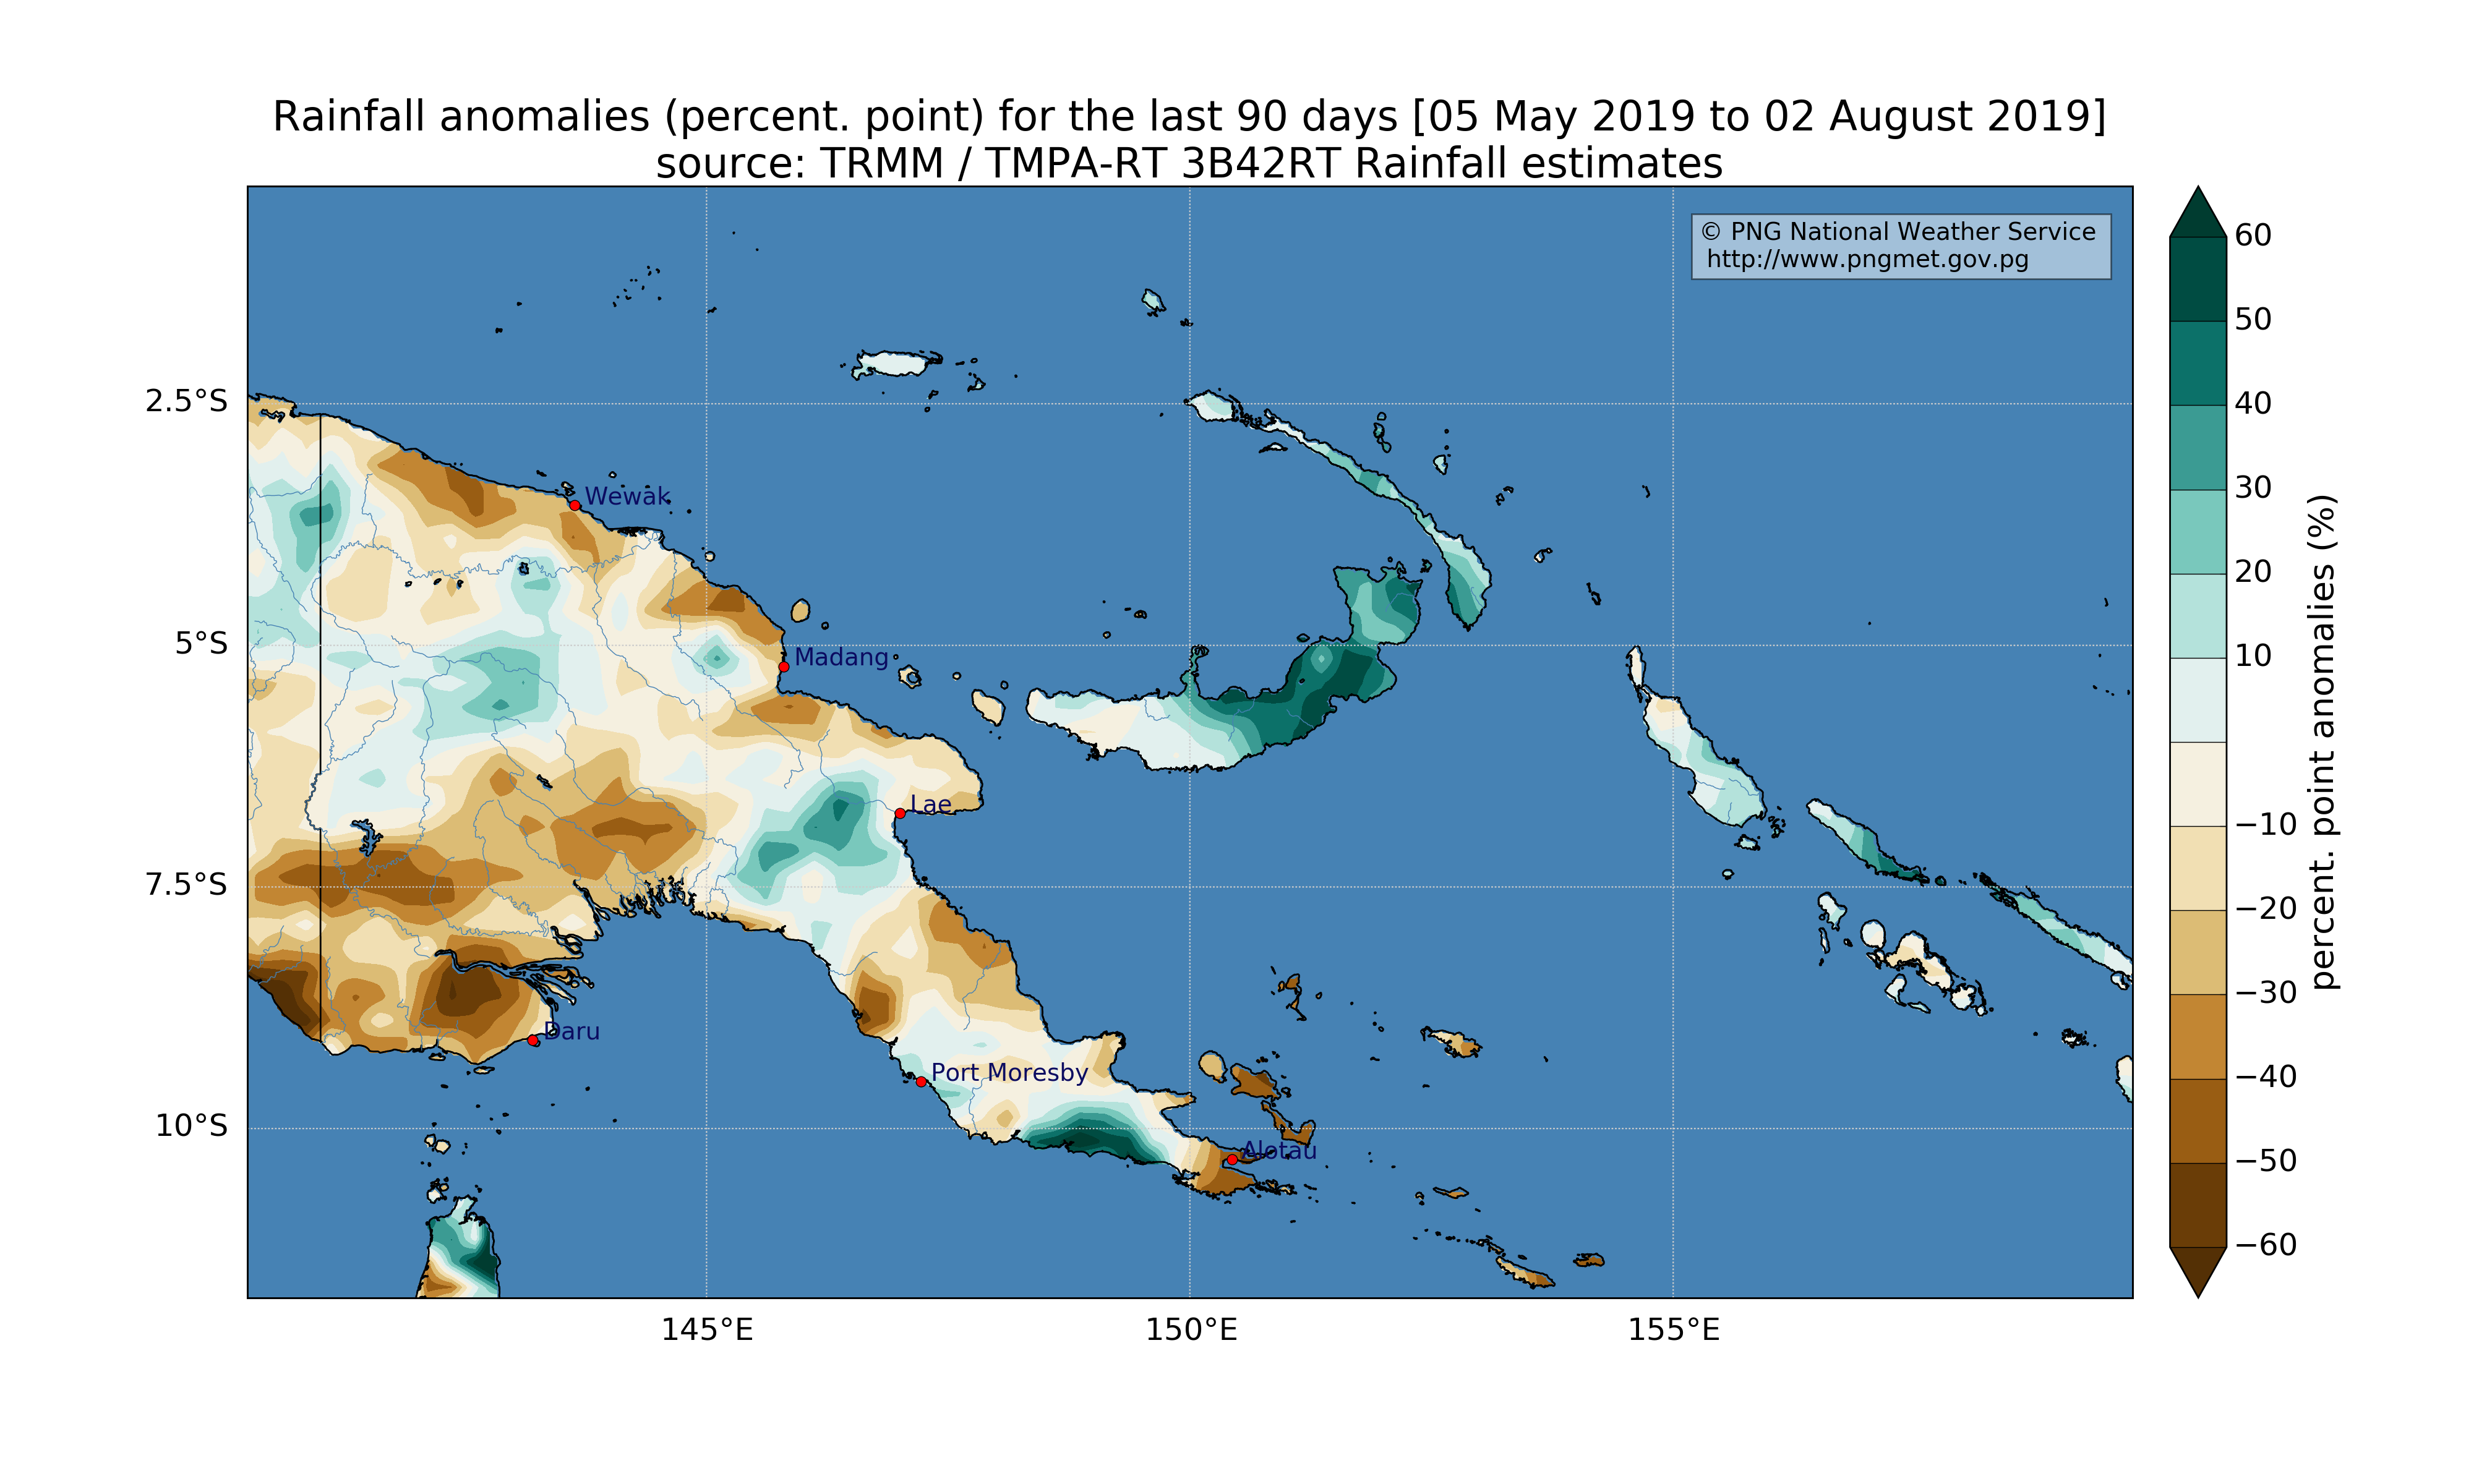 Rainfall anomalies (percent. point) for the last 90 days [05 May 2019 to 02 August 2019]
source: TRMM / TMPA-RT 3B42RT Rainfall estimates
© PNG National Weather Service
http://www.pngmet.gov.pg
2.5°S
5°S
7.5°S
10°S
145°E
150°E
155°E
Wewak
Madang
Lae
Daru
Port Moresby
Alotau
60
50
40
30
20
10
−10
−20
−30
−40
−50
−60
percent. point anomalies (%)